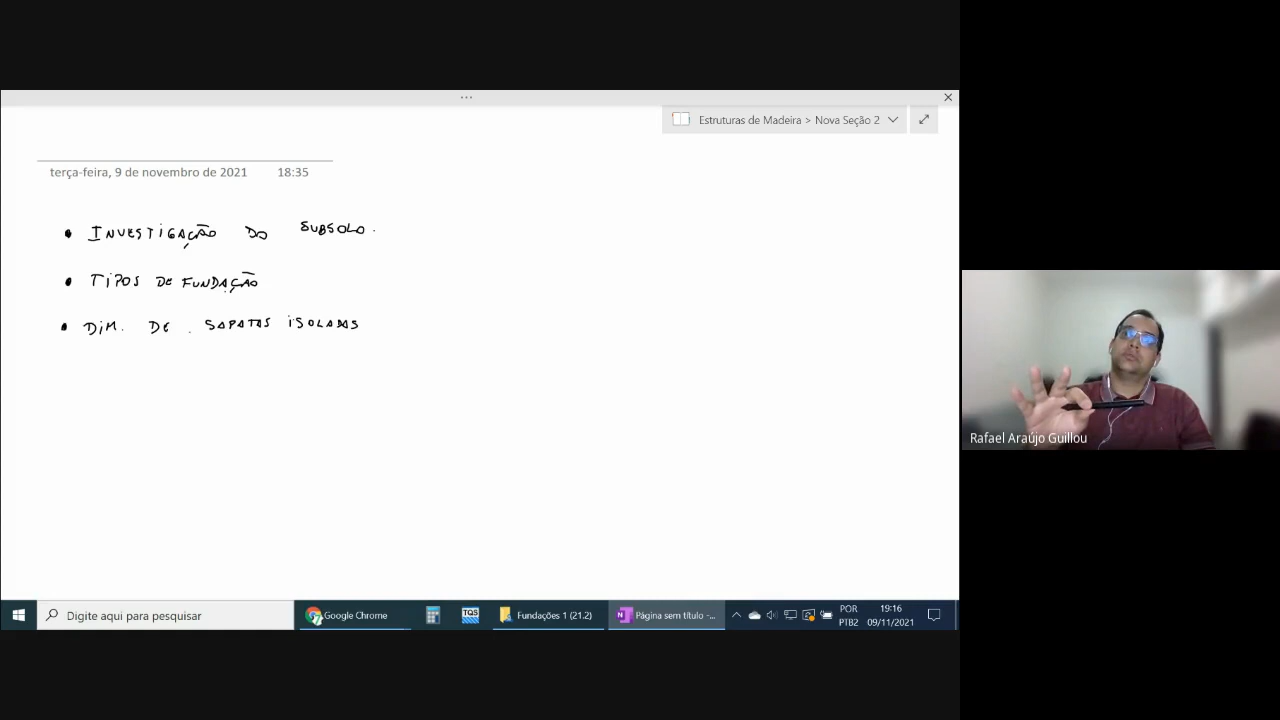 Estruturas de Madeira > Nova Seção 2
terça-feira, 9 de novembro de 2021 18:35
• INVESTIGAÇÃO DO SUBSOLO.
• TIPOS DE FUNDAÇÃO
• DIM. DE SAPATAS ISOLADAS
Rafael Araújo Guillou
Digite aqui para pesquisar
Google Chrome
TQS
Fundações 1 (21.2)
N
Página sem título -...
POR
PTB2
19:16
09/11/2021